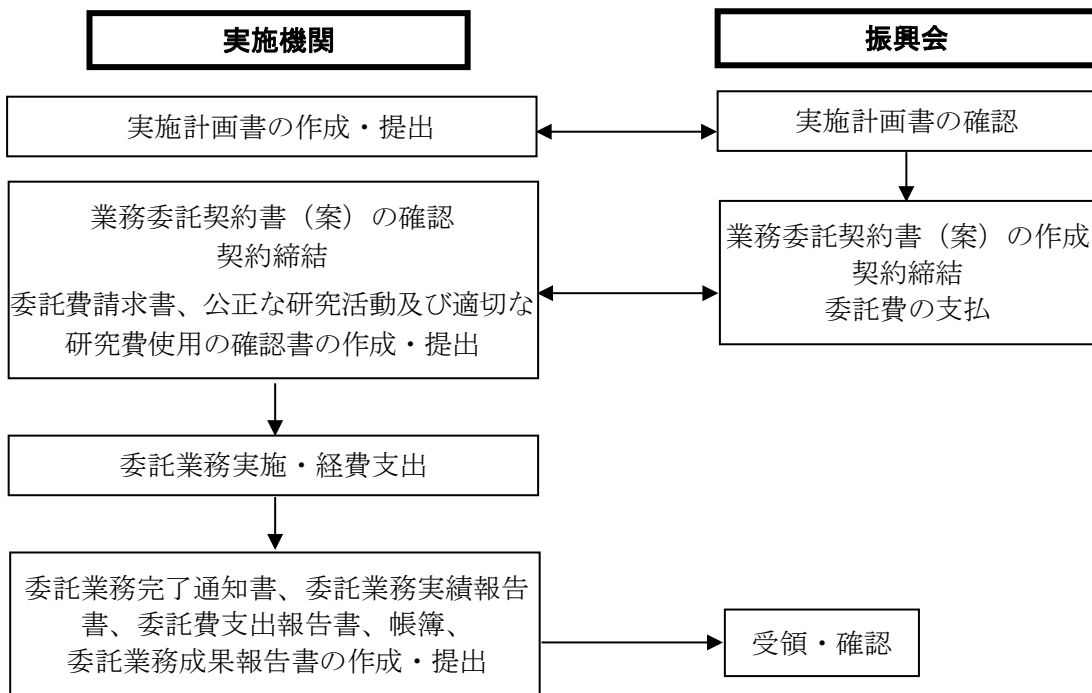 実施機関
振興会
実施計画書の作成・提出
実施計画書の確認
業務委託契約書（案）の確認
契約締結
委託費請求書、公正な研究活動及び適切な
研究費使用の確認書の作成・提出
業務委託契約書（案）の作成
契約締結
委託費の支払
委託業務実施・経費支出
委託業務完了通知書、委託業務実績報告
書、委託費支出報告書、帳簿、
委託業務成果報告書の作成・提出
受領・確認